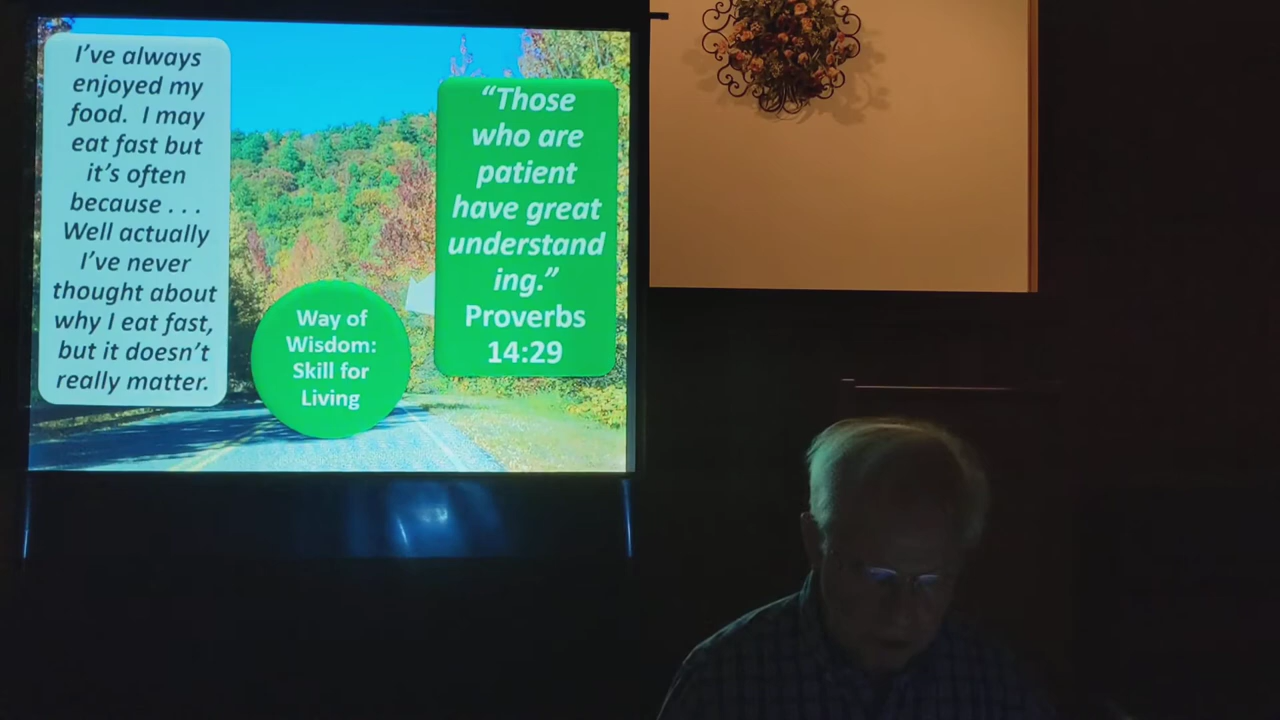 I've always
enjoyed my
food. I may
eat fast but
it's often
because . . .
Well actually
I've never
thought about
why I eat fast,
but it doesn't
really matter.
Way of
Wisdom:
Skill for
Living
"Those
who are
patient
have great
understand
ing."
Proverbs
14:29